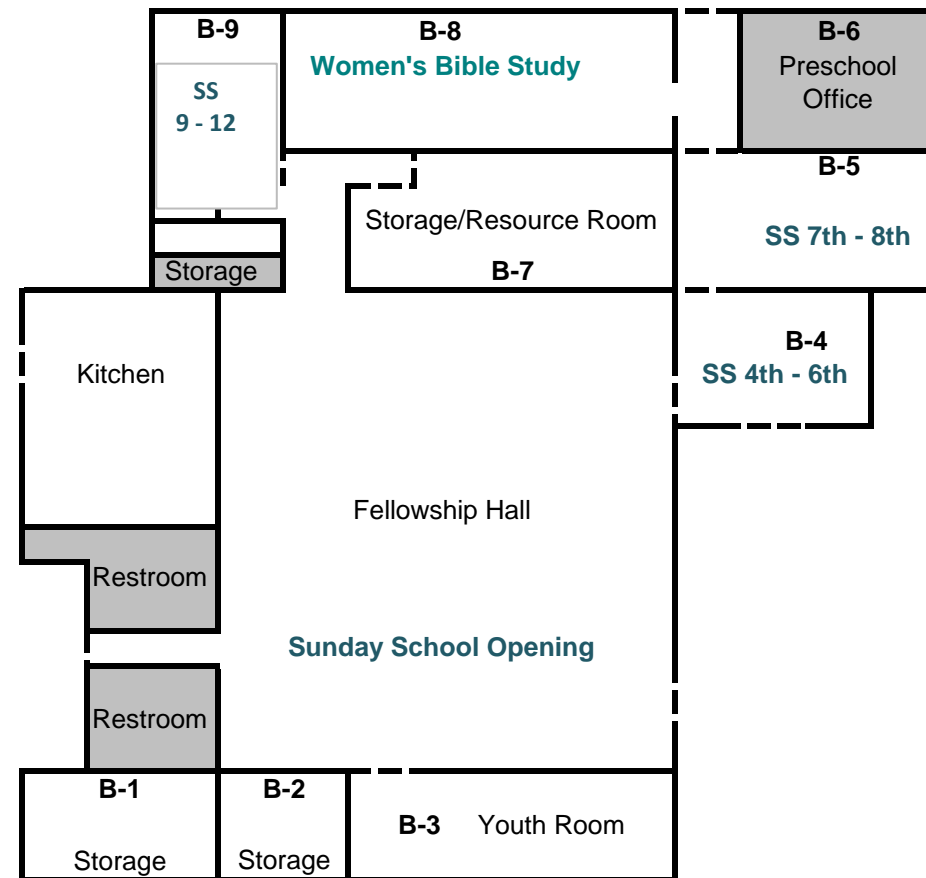 B-9
B-8
B-6
Women's Bible Study
Preschool
Office
SS
9 - 12
B-5
Storage/Resource Room
SS 7th - 8th
Storage
B-7
B-4
Kitchen
SS 4th - 6th
Fellowship Hall
Restroom
Sunday School Opening
Restroom
B-1
B-2
B-3 Youth Room
Storage
Storage